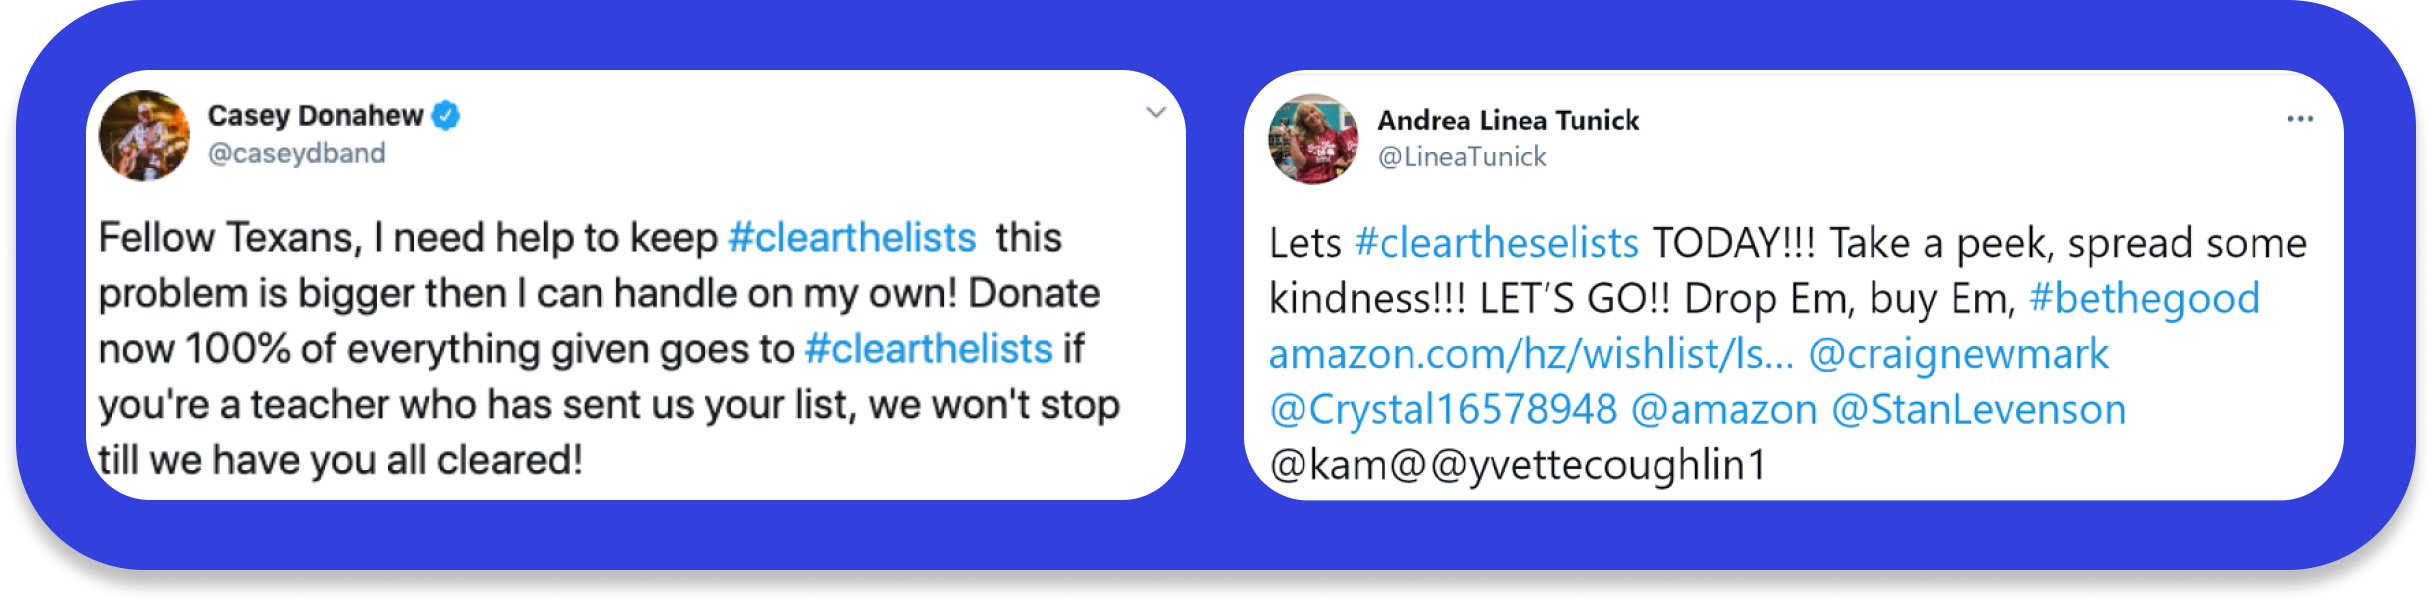 Casey Donahew
@caseydband
Fellow Texans, I need help to keep #clearthelists this
problem is bigger then I can handle on my own! Donate
now 100% of everything given goes to #clearthelists if
you're a teacher who has sent us your list, we won't stop
till we have you all cleared!
Andrea Linea Tunick
@LineaTunick
Lets #cleartheselists TODAY!!! Take a peek, spread some
kindness!!! LET'S GO!! Drop Em, buy Em, #bethegood
amazon.com/hz/wishlist/ls... @craignewmark
@Crystal16578948 @amazon @StanLevenson
@kam@@yvettecoughlin1